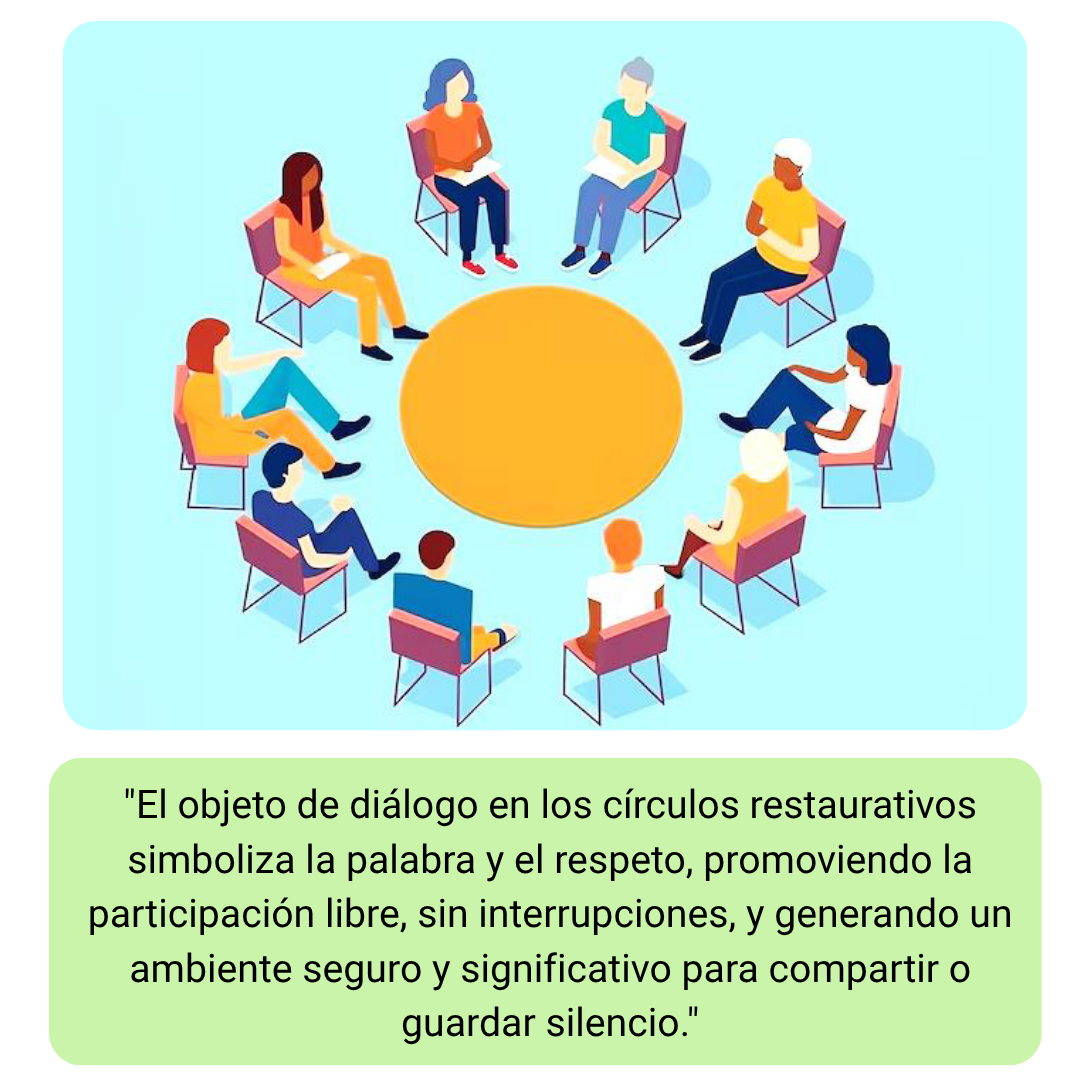 "El objeto de diálogo en los círculos restaurativos
simboliza la palabra y el respeto, promoviendo la
participación libre, sin interrupciones, y generando un
ambiente seguro y significativo para compartir o
guardar silencio."